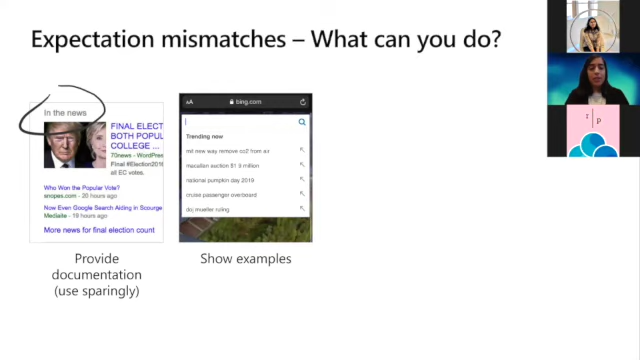 Expectation mismatches – What can you do?
In the news
FINAL ELECT
BOTH POPUL
COLLEGE ...
70news - WordPres
Final #Election2016
all EC votes.
Who Won the Popular Vote?
snopes.com - 20 hours ago
Now Even Google Search Aiding in Scourge
Mediaite - 19 hours ago
More news for final election count
Provide
documentation
(use sparingly)
AA
bing.com
Trending now
mit new way remove co2 from air
macallan auction $1.9 million
national pumpkin day 2019
cruise passenger overboard
doj mueller ruling
Show examples
r | p